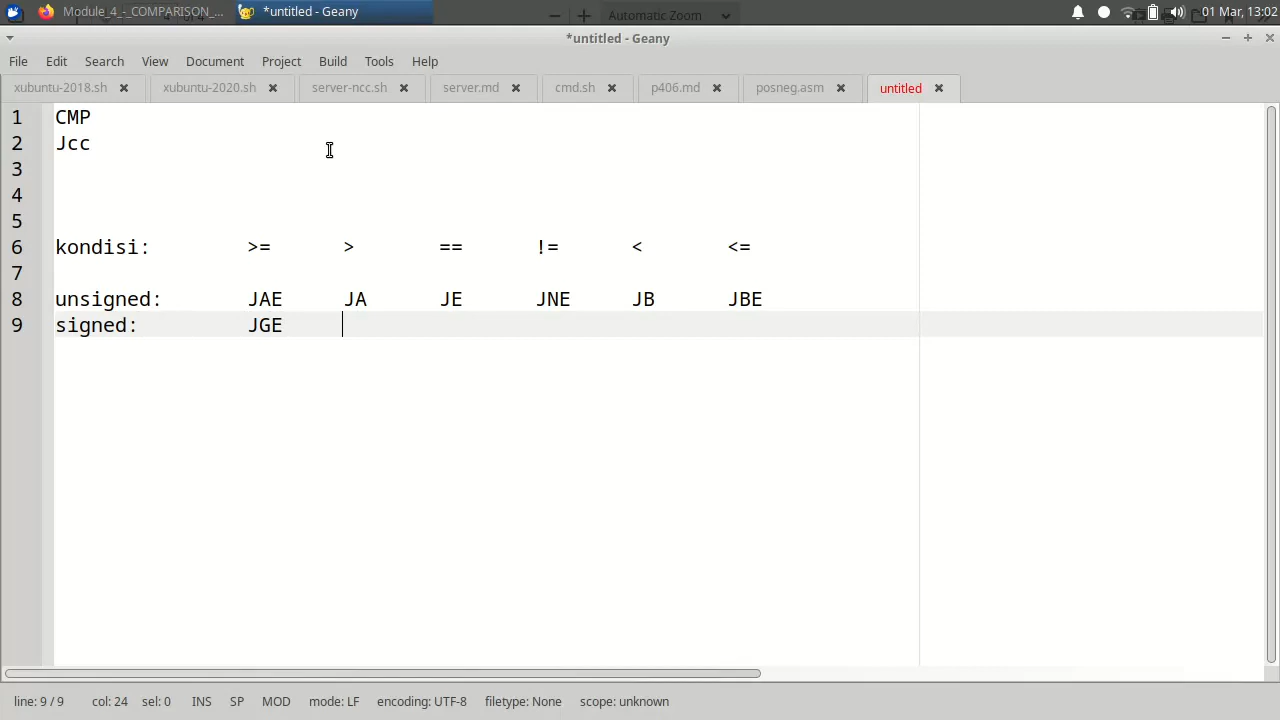 Module_4_-_COMPARISON_... *untitled - Geany Automatic Zoom 01 Mar, 13:02
*untitled - Geany
File Edit Search View Document Project Build Tools Help
xubuntu-2018.sh xubuntu-2020.sh server-ncc.sh server.md cmd.sh p406.md posneg.asm untitled
1 CMP
2 Jcc
3
4
5
6 kondisi: >= > == != < <=
7
8 unsigned: JAE JA JE JNE JB JBE
9 signed: JGE
line: 9 / 9 col: 24 sel: 0 INS SP MOD mode: LF encoding: UTF-8 filetype: None scope: unknown